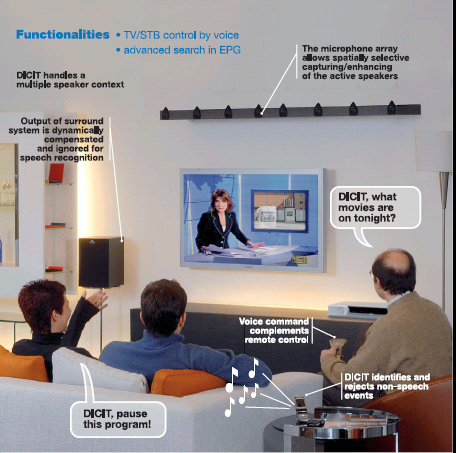 Functionalities • TV/STB control by voice
• advanced search in EPG
The microphone array
allows spatially selective
capturing/enhancing
of the active speakers
DICIT handles a
multiple speaker context
Output of surround
system is dynamically
compensated
and ignored for
speech recognition
DICIT, what
movies are
on tonight?
Voice command
complements
remote control
DICIT identifies and
rejects non-speech
events
DICIT, pause
this program!